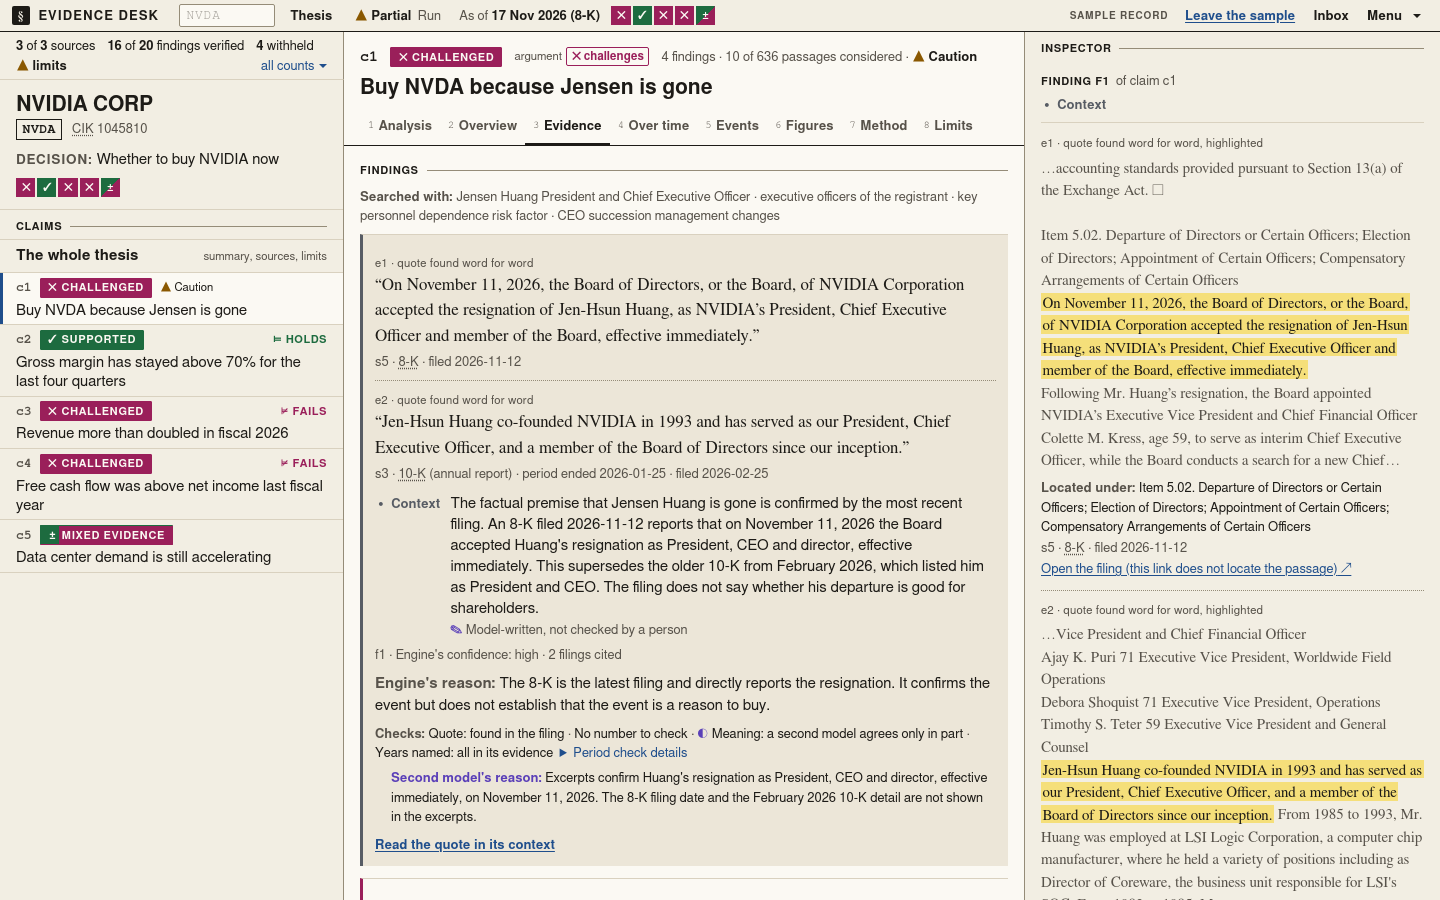 § EVIDENCE DESK NVDA Thesis Partial Run As of 17 Nov 2026 (8-K) ✕ ✓ ✕ ✕ ± SAMPLE RECORD Leave the sample Inbox Menu
3 of 3 sources 16 of 20 findings verified 4 withheld
limits all counts
NVIDIA CORP
NVDA CIK 1045810
DECISION: Whether to buy NVIDIA now
✕ ✓ ✕ ✕ ±
CLAIMS
The whole thesis summary, sources, limits
c1 ✕ CHALLENGED Caution
Buy NVDA because Jensen is gone
c2 ✓ SUPPORTED ⊨ HOLDS
Gross margin has stayed above 70% for the
last four quarters
c3 ✕ CHALLENGED ⊭ FAILS
Revenue more than doubled in fiscal 2026
c4 ✕ CHALLENGED ⊭ FAILS
Free cash flow was above net income last fiscal
year
c5 ± MIXED EVIDENCE
Data center demand is still accelerating
c1 ✕ CHALLENGED argument ✕ challenges 4 findings · 10 of 636 passages considered · Caution
Buy NVDA because Jensen is gone
1 Analysis 2 Overview 3 Evidence 4 Over time 5 Events 6 Figures 7 Method 8 Limits
FINDINGS
Searched with: Jensen Huang President and Chief Executive Officer · executive officers of the registrant · key
personnel dependence risk factor · CEO succession management changes
e1 · quote found word for word
“On November 11, 2026, the Board of Directors, or the Board, of NVIDIA Corporation
accepted the resignation of Jen-Hsun Huang, as NVIDIA’s President, Chief Executive
Officer and member of the Board, effective immediately.”
s5 · 8-K · filed 2026-11-12
e2 · quote found word for word
“Jen-Hsun Huang co-founded NVIDIA in 1993 and has served as our President, Chief
Executive Officer, and a member of the Board of Directors since our inception.”
s3 · 10-K (annual report) · period ended 2026-01-25 · filed 2026-02-25
• Context The factual premise that Jensen Huang is gone is confirmed by the most recent
filing. An 8-K filed 2026-11-12 reports that on November 11, 2026 the Board
accepted Huang's resignation as President, CEO and director, effective
immediately. This supersedes the older 10-K from February 2026, which listed him
as President and CEO. The filing does not say whether his departure is good for
shareholders.
✎ Model-written, not checked by a person
f1 · Engine's confidence: high · 2 filings cited
Engine's reason: The 8-K is the latest filing and directly reports the resignation. It confirms the
event but does not establish that the event is a reason to buy.
Checks: Quote: found in the filing · No number to check · ◐ Meaning: a second model agrees only in part ·
Years named: all in its evidence ▶ Period check details
Second model's reason: Excerpts confirm Huang's resignation as President, CEO and director, effective
immediately, on November 11, 2026. The 8-K filing date and the February 2026 10-K detail are not shown
in the excerpts.
Read the quote in its context
INSPECTOR
FINDING F1 of claim c1
• Context
e1 · quote found word for word, highlighted
…accounting standards provided pursuant to Section 13(a) of
the Exchange Act. ☐
Item 5.02. Departure of Directors or Certain Officers; Election
of Directors; Appointment of Certain Officers; Compensatory
Arrangements of Certain Officers
On November 11, 2026, the Board of Directors, or the Board,
of NVIDIA Corporation accepted the resignation of Jen-Hsun
Huang, as NVIDIA’s President, Chief Executive Officer and
member of the Board, effective immediately.
Following Mr. Huang’s resignation, the Board appointed
NVIDIA’s Executive Vice President and Chief Financial Officer
Colette M. Kress, age 59, to serve as interim Chief Executive
Officer, while the Board conducts a search for a new Chief…
Located under: Item 5.02. Departure of Directors or Certain
Officers; Election of Directors; Appointment of Certain Officers;
Compensatory Arrangements of Certain Officers
s5 · 8-K · filed 2026-11-12
Open the filing (this link does not locate the passage) ↗
e2 · quote found word for word, highlighted
…Vice President and Chief Financial Officer
Ajay K. Puri 71 Executive Vice President, Worldwide Field
Operations
Debora Shoquist 71 Executive Vice President, Operations
Timothy S. Teter 59 Executive Vice President and General
Counsel
Jen-Hsun Huang co-founded NVIDIA in 1993 and has served as
our President, Chief Executive Officer, and a member of the
Board of Directors since our inception. From 1985 to 1993, Mr.
Huang was employed at LSI Logic Corporation, a computer chip
manufacturer, where he held a variety of positions including as
Director of Coreware, the business unit responsible for LSI's